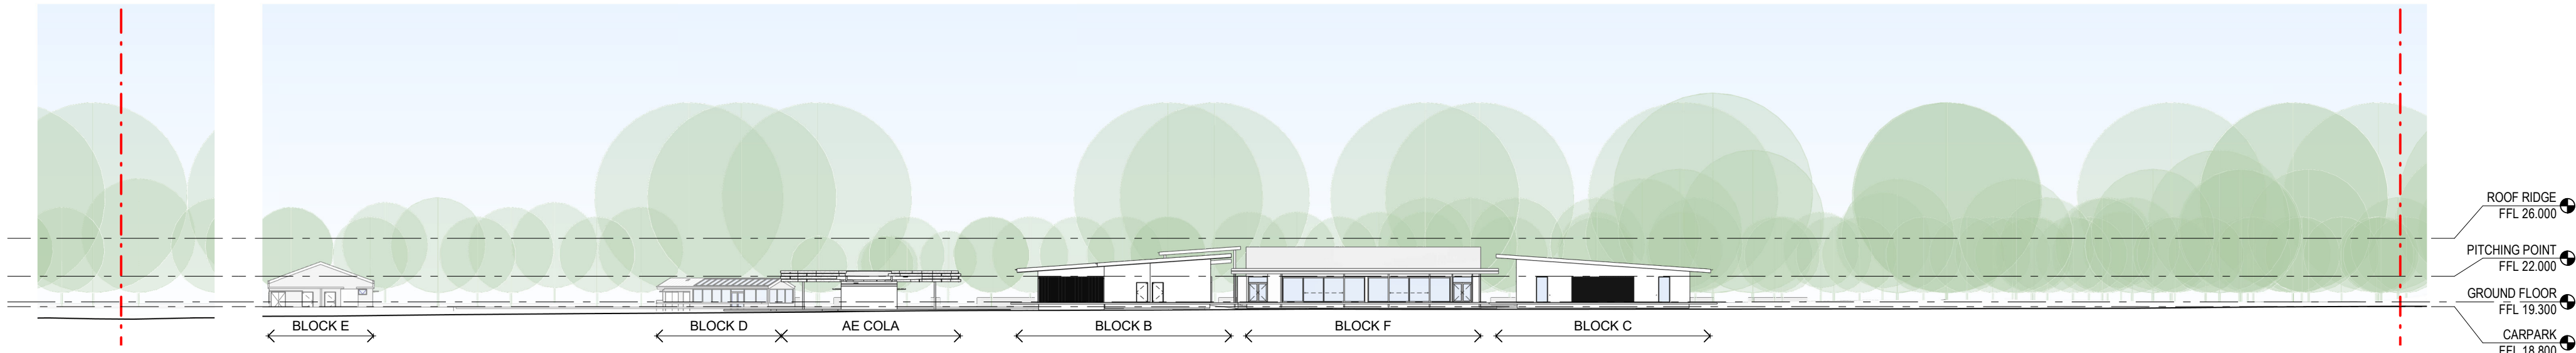 ROOF RIDGE
FFL 26.000
PITCHING POINT
FFL 22.000
GROUND FLOOR
FFL 19.300
CARPARK
FFL 18.800
BLOCK E
BLOCK D
AE COLA
BLOCK B
BLOCK F
BLOCK C